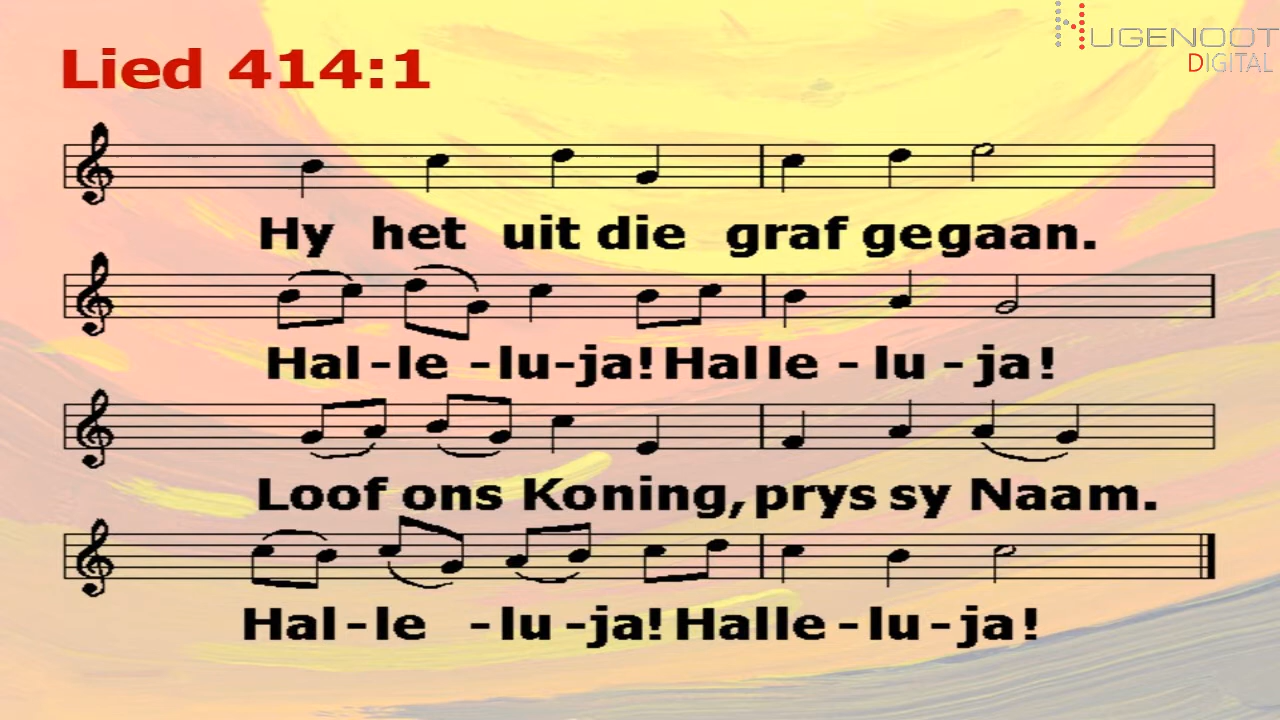 HUGENOOT
DIGITAL
Lied 414:1
Hy het uit die graf gegaan.
Hal-le -lu-ja! Halle - lu - ja!
Loof ons Koning, prys sy Naam.
Hal-le -lu-ja! Halle-lu-ja!